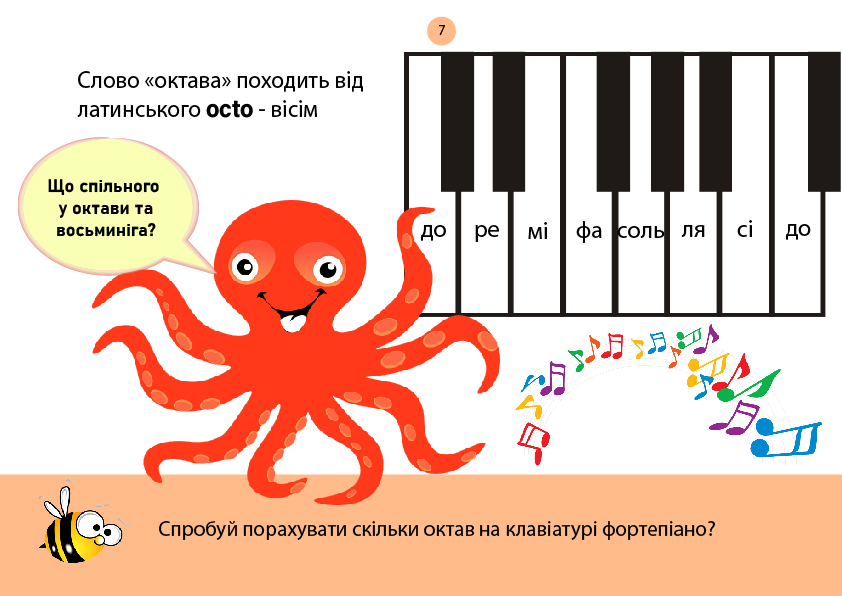 7
Слово «октава» походить від
латинського octo - вісім
Що спільного
у октави та
восьминіга?
до ре мі фа соль ля сі до
Спробуй порахувати скільки октав на клавіатурі фортепіано?